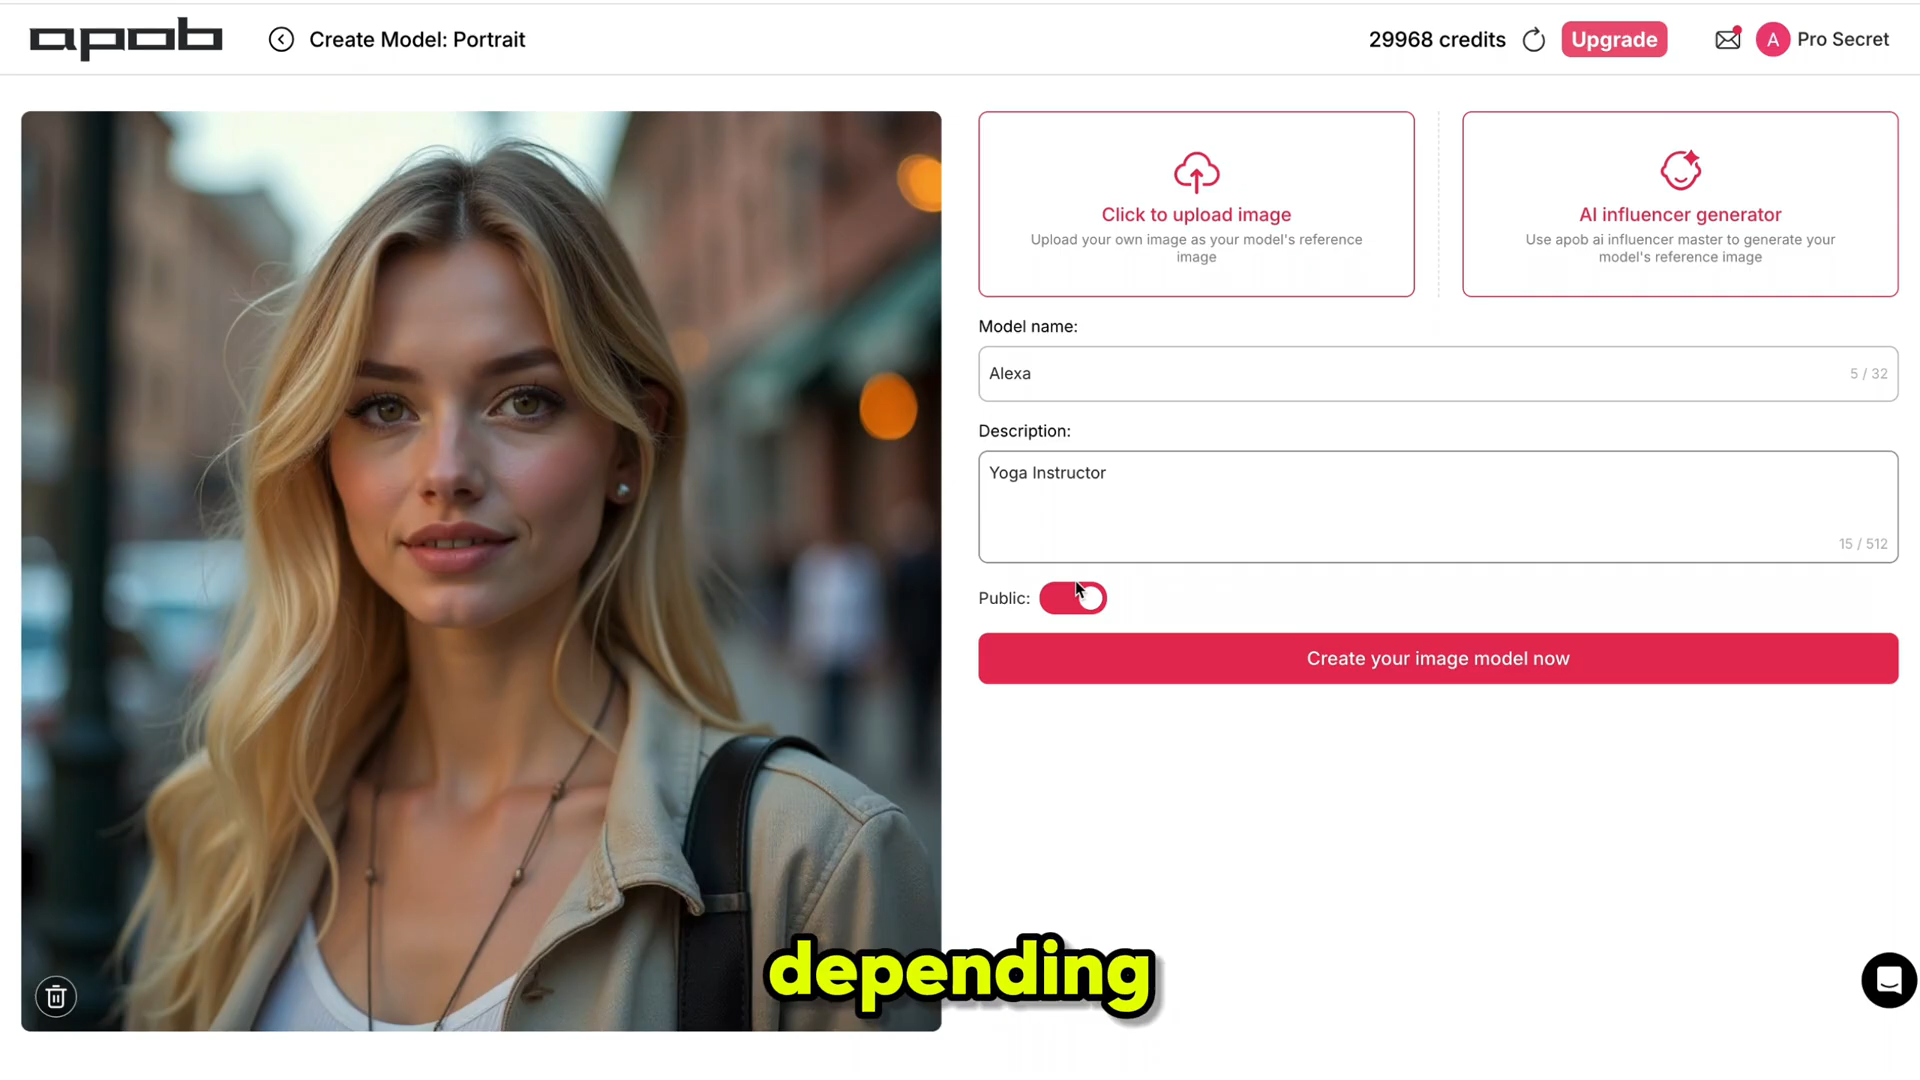 apob
Create Model: Portrait
29968 credits
Upgrade
A
Pro Secret
Click to upload image
Upload your own image as your model's reference
image
AI influencer generator
Use apob ai influencer master to generate your
model's reference image
Model name:
Alexa
5 / 32
Description:
Yoga Instructor
15 / 512
Public:
Create your image model now
depending